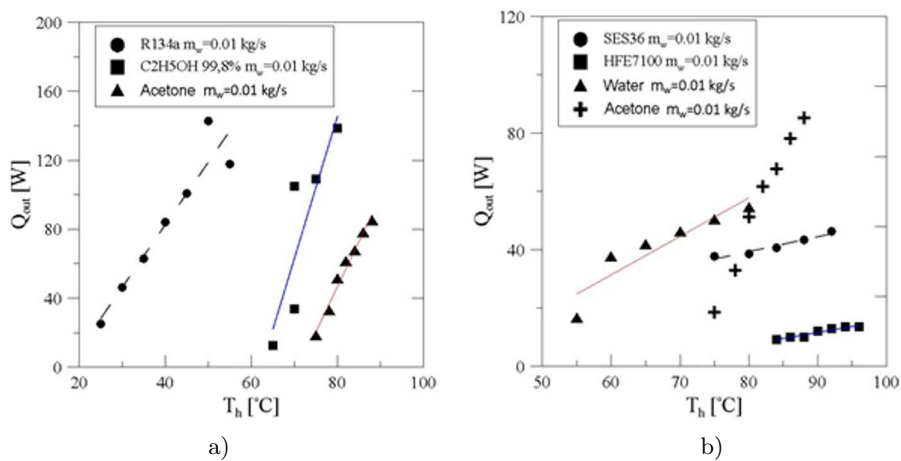 200
160
120
80
40
0
20 40 60 80 100
Q_out [W]
T_h [°C]
R134a m_w=0.01 kg/s
C2H5OH 99,8% m_w=0.01 kg/s
Acetone m_w=0.01 kg/s
a)
120
80
40
0
50 60 70 80 90 100
Q_out [W]
T_h [°C]
SES36 m_w=0.01 kg/s
HFE7100 m_w=0.01 kg/s
Water m_w=0.01 kg/s
Acetone m_w=0.01 kg/s
b)